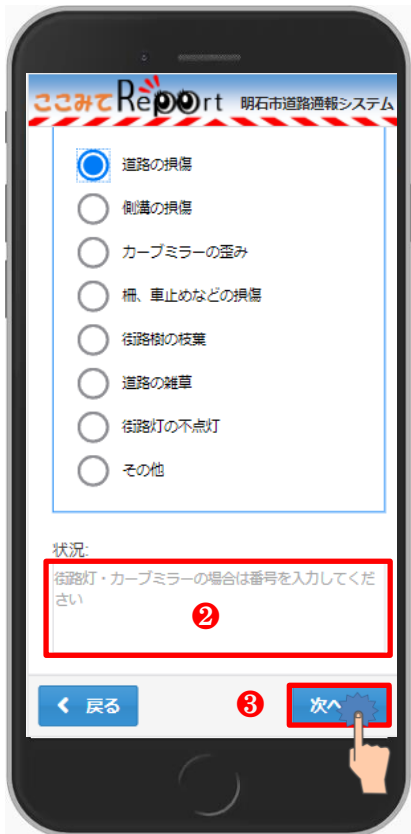 ここみてRepOrt 明石市道路通報システム
道路の損傷
側溝の損傷
カーブミラーの歪み
柵、車止めなどの損傷
街路樹の枝葉
道路の雑草
街路灯の不点灯
その他
状況:
街路灯・カーブミラーの場合は番号を入力してくだ
さい
❷
戻る
❸
次へ